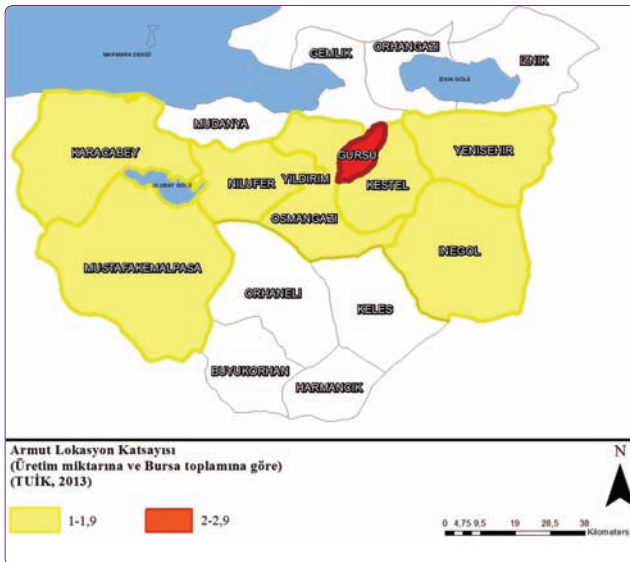 MARMARA DENİZİ
GEMLIK
ORHANGAZI
IZNIK
İZNİK GÖLÜ
MUDANYA
KARACABEY
GURSU
YENISEHIR
ULUBAT GÖLÜ
NILUFER
YILDIRIM
KESTEL
OSMANGAZI
INEGOL
MUSTAFAKEMALPASA
ORHANELI
KELES
BUYUKORHAN
HARMANCIK
Armut Lokasyon Katsayısı
(Üretim miktarına ve Bursa toplamına göre)
(TUİK, 2013)
N
1-1,9 2-2,9
0 4,75 9,5 19 28,5 38
Kilometers